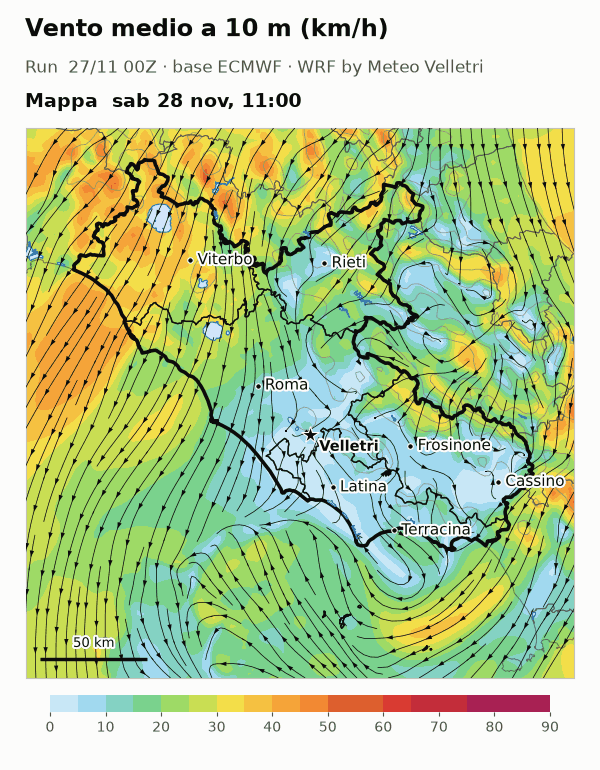 Vento medio a 10 m (km/h)
Run 27/11 00Z · base ECMWF · WRF by Meteo Velletri
Mappa sab 28 nov, 11:00
Viterbo
Rieti
Roma
Velletri
Frosinone
Latina
Cassino
Terracina
50 km
0 10 20 30 40 50 60 70 80 90